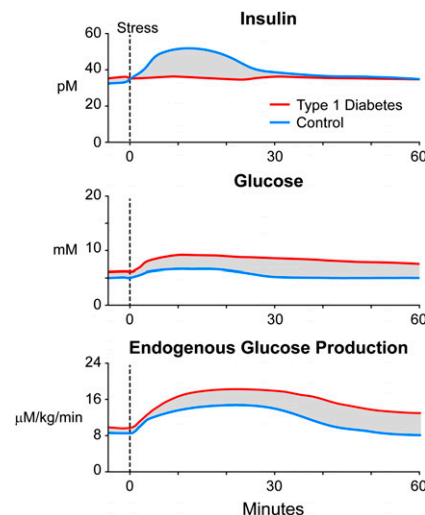 Insulin
Stress
60
40
pM
20
0
Type 1 Diabetes
Control
0
30
60
Glucose
20
mM
10
0
0
30
60
Endogenous Glucose Production
24
16
μM/kg/min
8
0
0
30
60
Minutes